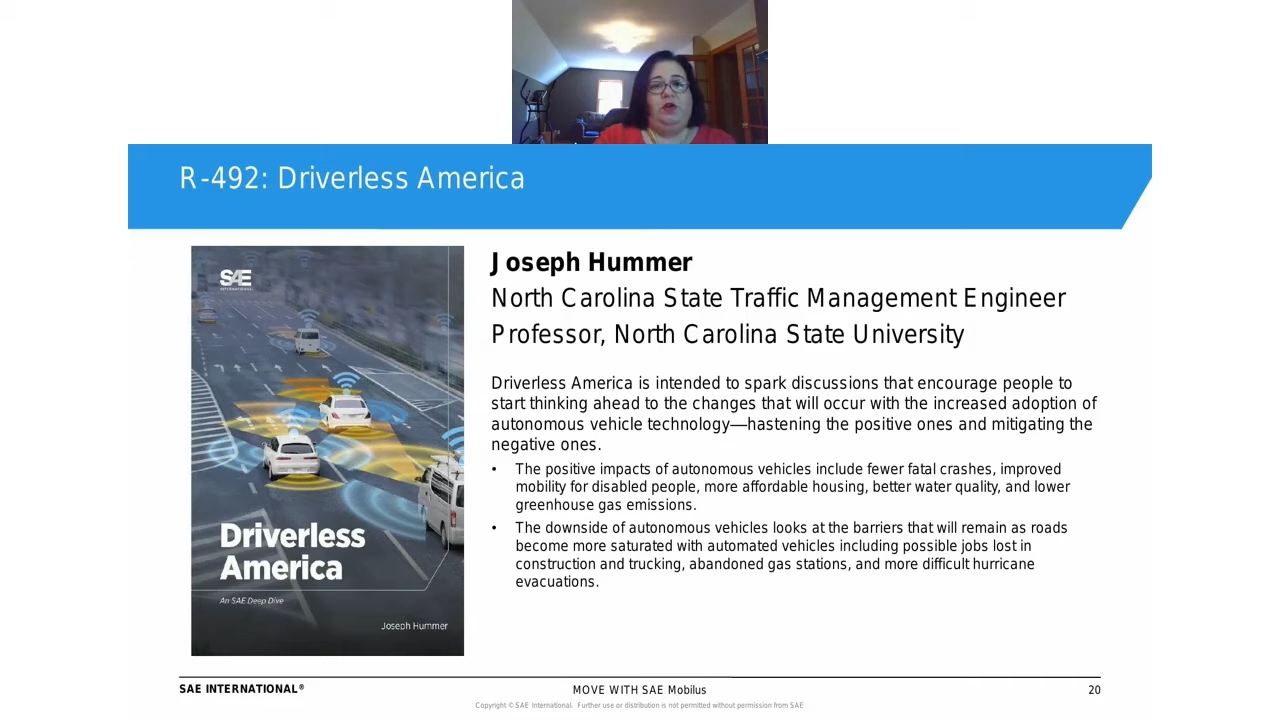 R-492: Driverless America
SAE
INTERNATIONAL
Driverless
America
An SAE Deep Dive
Joseph Hummer
Joseph Hummer
North Carolina State Traffic Management Engineer
Professor, North Carolina State University
Driverless America is intended to spark discussions that encourage people to
start thinking ahead to the changes that will occur with the increased adoption of
autonomous vehicle technology—hastening the positive ones and mitigating the
negative ones.
• The positive impacts of autonomous vehicles include fewer fatal crashes, improved
mobility for disabled people, more affordable housing, better water quality, and lower
greenhouse gas emissions.
• The downside of autonomous vehicles looks at the barriers that will remain as roads
become more saturated with automated vehicles including possible jobs lost in
construction and trucking, abandoned gas stations, and more difficult hurricane
evacuations.
SAE INTERNATIONAL®
MOVE WITH SAE Mobilus
20
Copyright © SAE International. Further use or distribution is not permitted without permission from SAE